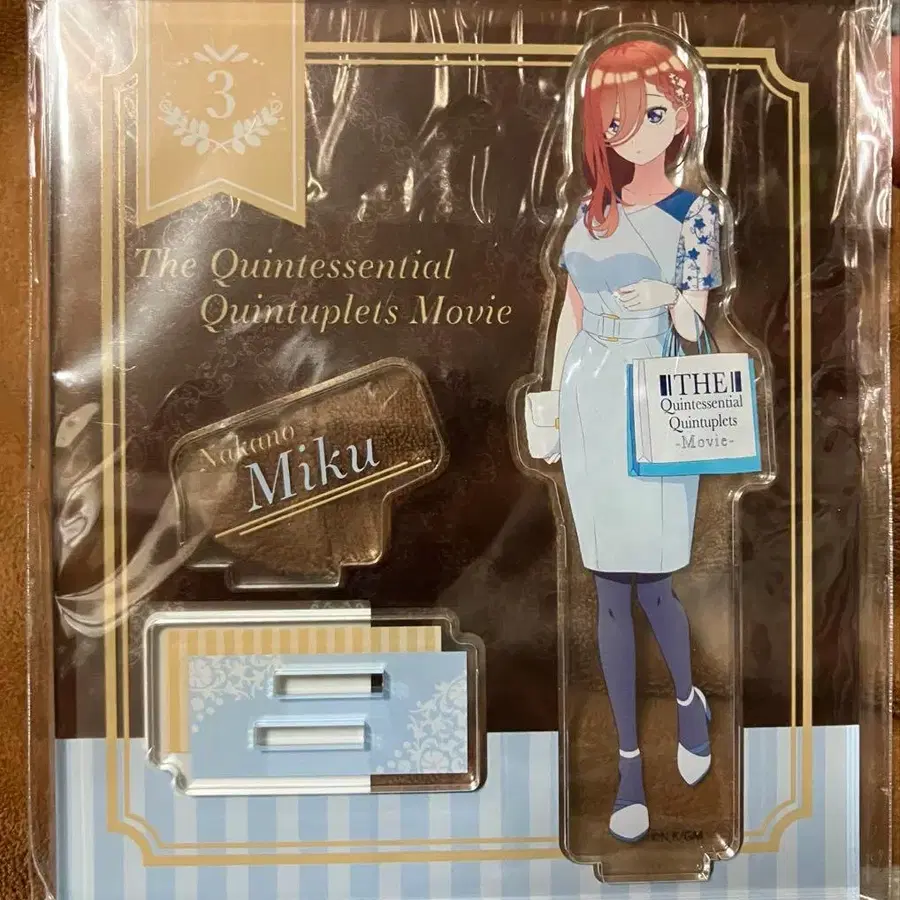 3
The Quintessential
Quintuplets Movie
Nakano
Miku
THE
Quintessential
Quintuplets
-Movie-